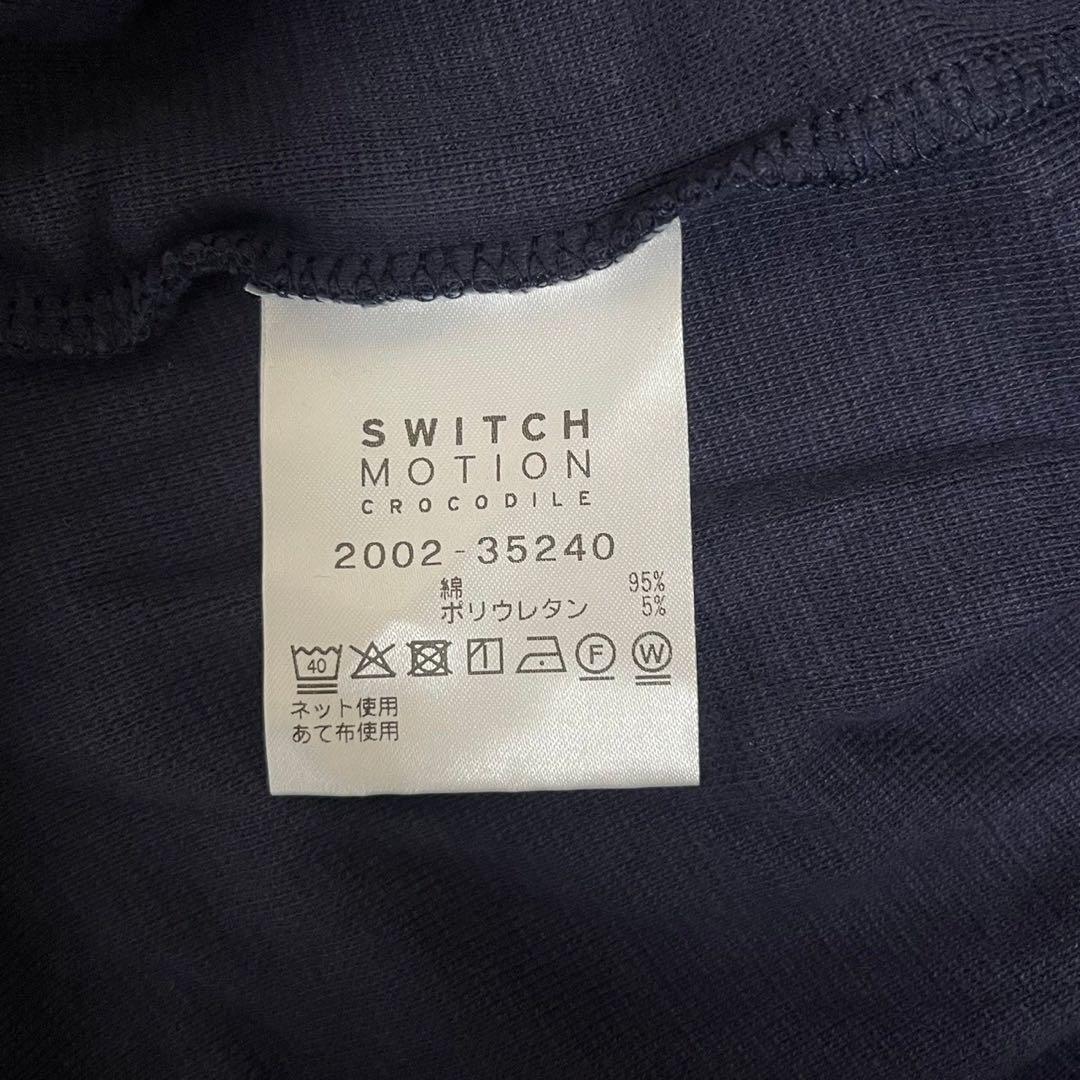 SWITCH
MOTION
CROCODILE
2002-35240
綿 95%
ポリウレタン 5%
40 F W
ネット使用
あて布使用